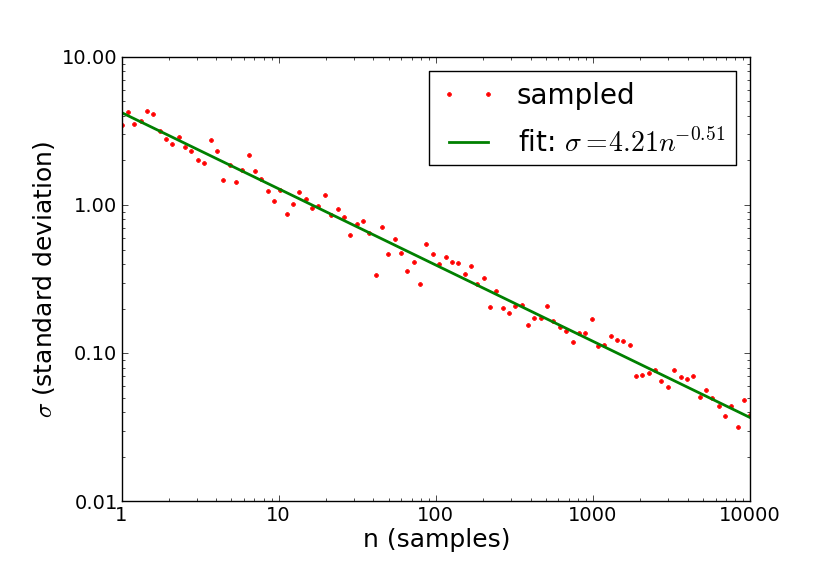 10.00
sampled
fit: σ=4.21n^{-0.51}
1.00
σ (standard deviation)
0.10
0.01
1 10 100 1000 10000
n (samples)